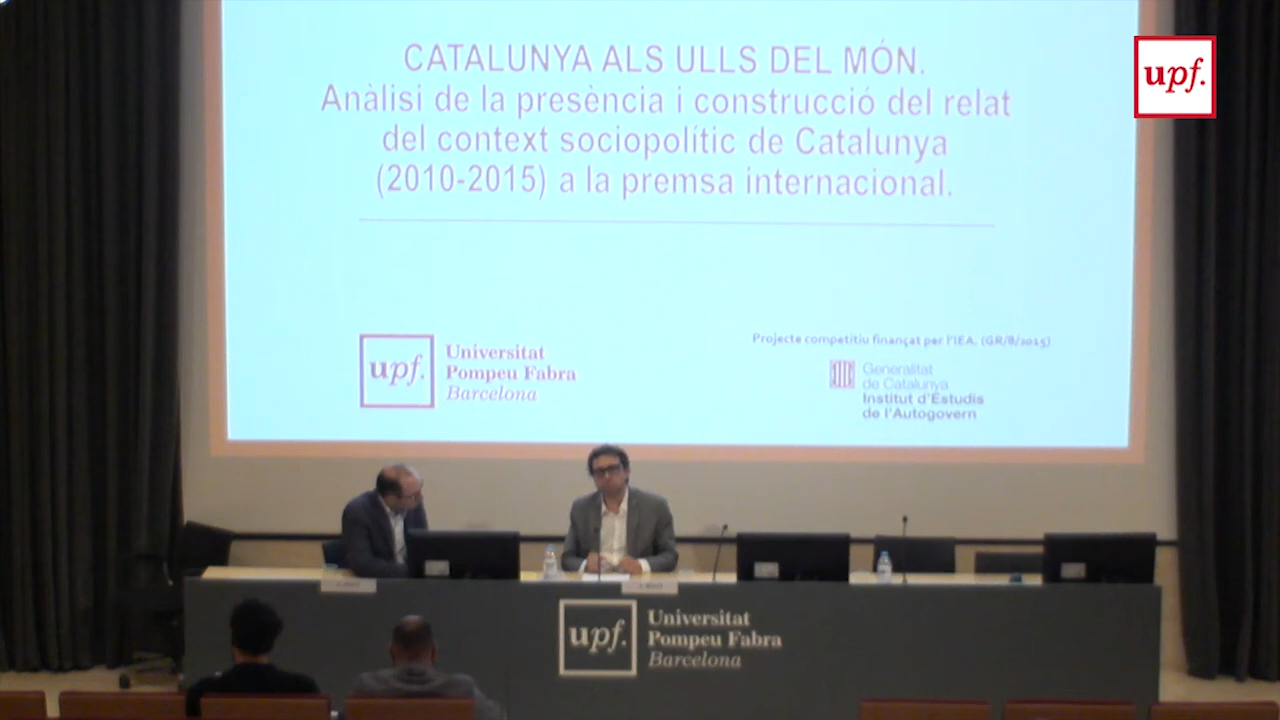 CATALUNYA ALS ULLS DEL MÓN.
Anàlisi de la presència i construcció del relat
del context sociopolític de Catalunya
(2010-2015) a la premsa internacional.
upf.
Universitat
Pompeu Fabra
Barcelona
Projecte competitiu finançat per l'IEA. (GR/8/2015)
Generalitat
de Catalunya
Institut d'Estudis
de l'Autogovern
upf.
upf.
Universitat
Pompeu Fabra
Barcelona